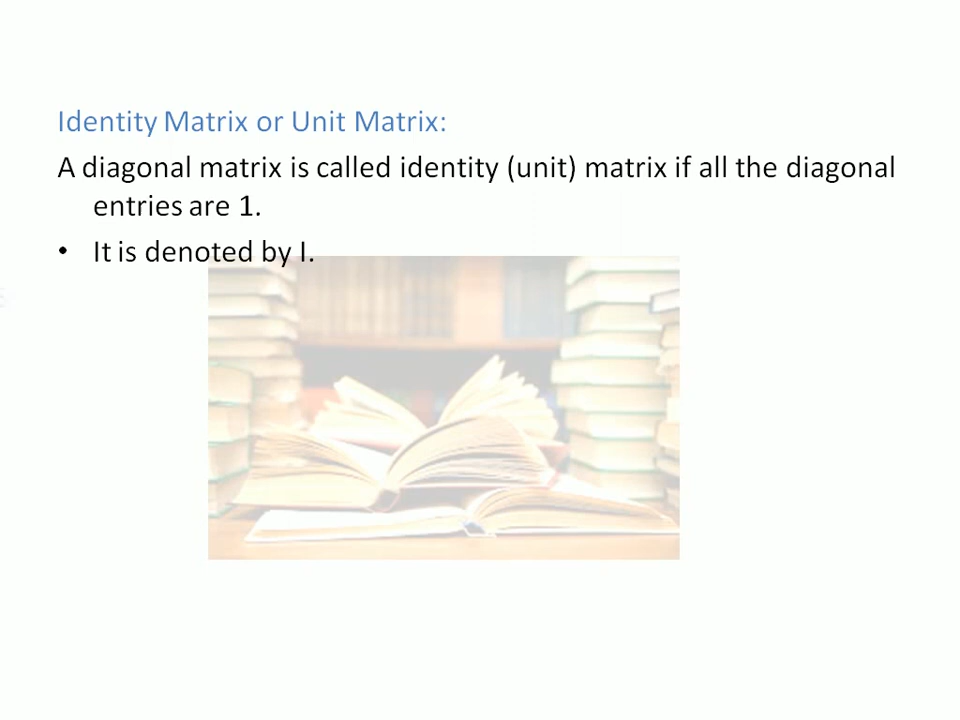 Identity Matrix or Unit Matrix:
A diagonal matrix is called identity (unit) matrix if all the diagonal
entries are 1.
• It is denoted by I.